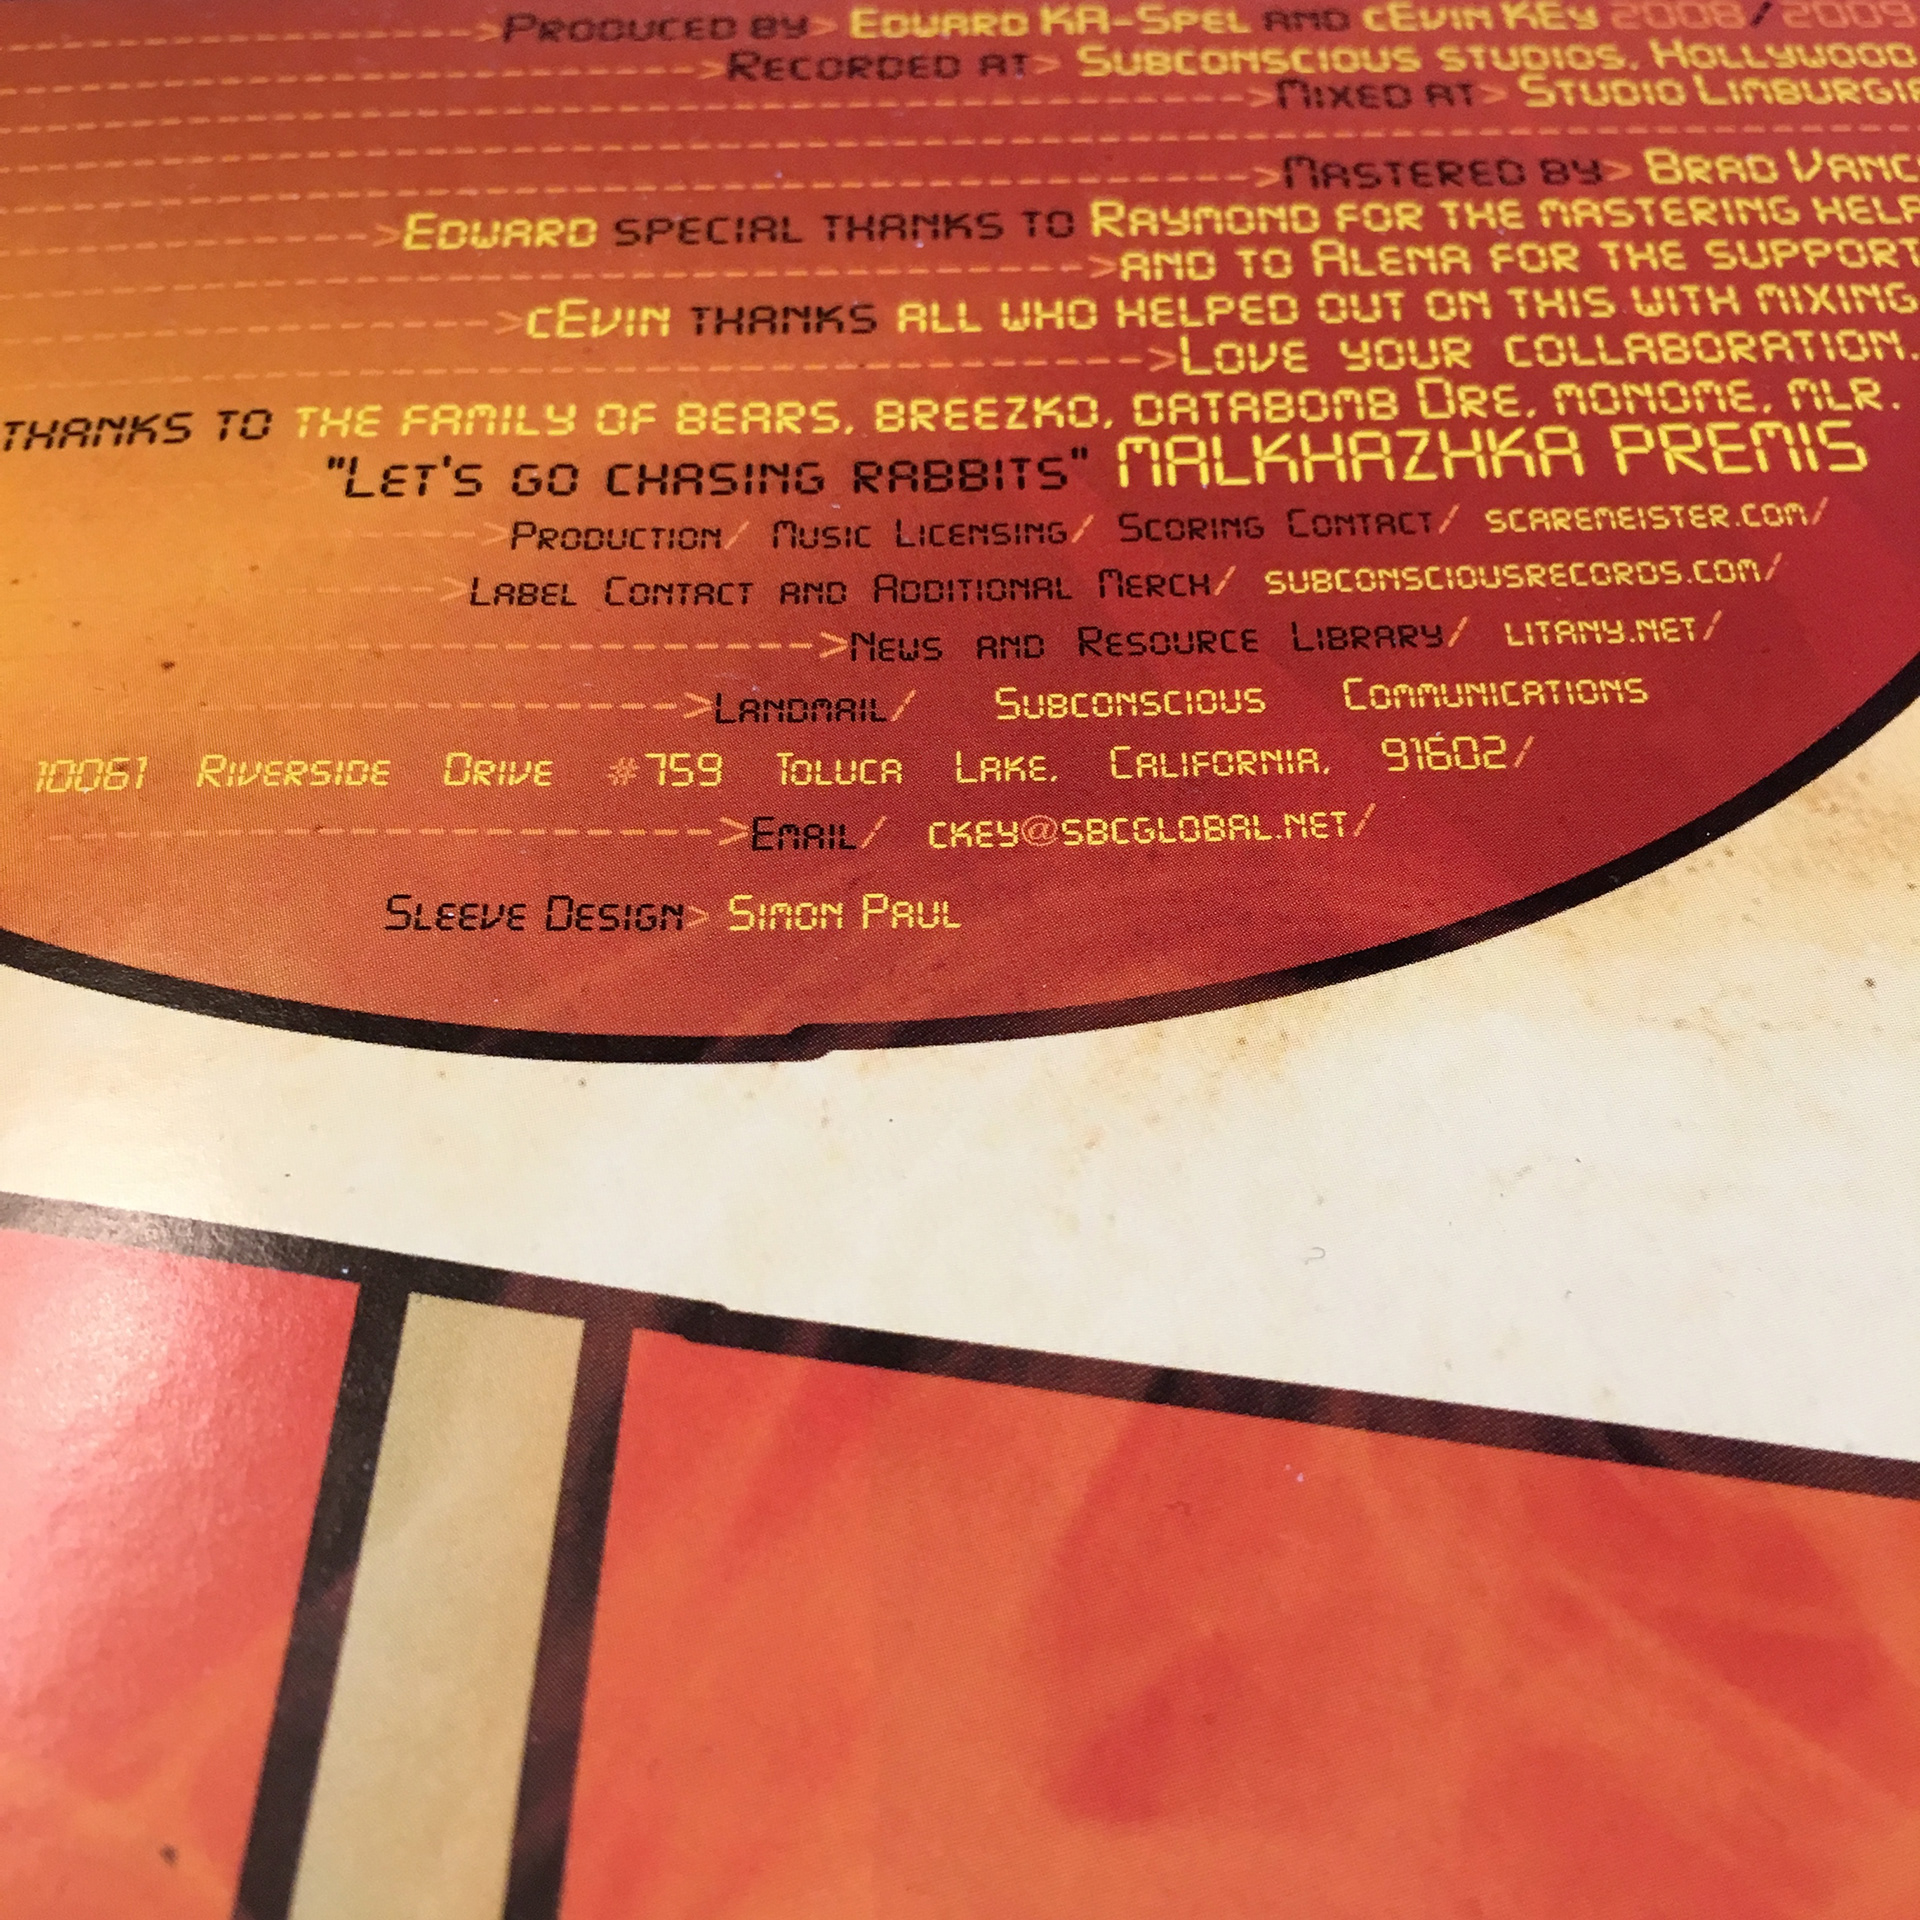 ---------------------->Produced by> Edward Ka-Spel and cEvin Key 2008/2009
------------------------------->Recorded at> Subconscious studios, Hollywood
--------------------------------------------------->Mixed at> Studio Limburgia
--------------------------------------------------->Mastered by> Brad Vance
----------------->Edward special thanks to Raymond for the mastering help
--------------------------------------------->and to Alena for the support
---------------------->cEvin thanks all who helped out on this with mixing
----------------------------------------------->Love your collaboration.
thanks to the family of bears, breezko, databomb Dre, monome, mlr.
"Let's go chasing rabbits" MALKHAZHKA PREMIS
----->Production/ Music Licensing/ Scoring Contact/ scaremeister.com/
----->Label Contact and Additional Merch/ subconsciousrecords.com/
---------------------->News and Resource Library/ litany.net/
---------------------->Landmail/ Subconscious Communications
10061 Riverside Drive #759 Toluca Lake, California, 91602/
------------------------------->Email/ ckey@sbcglobal.net/
Sleeve Design> Simon Paul